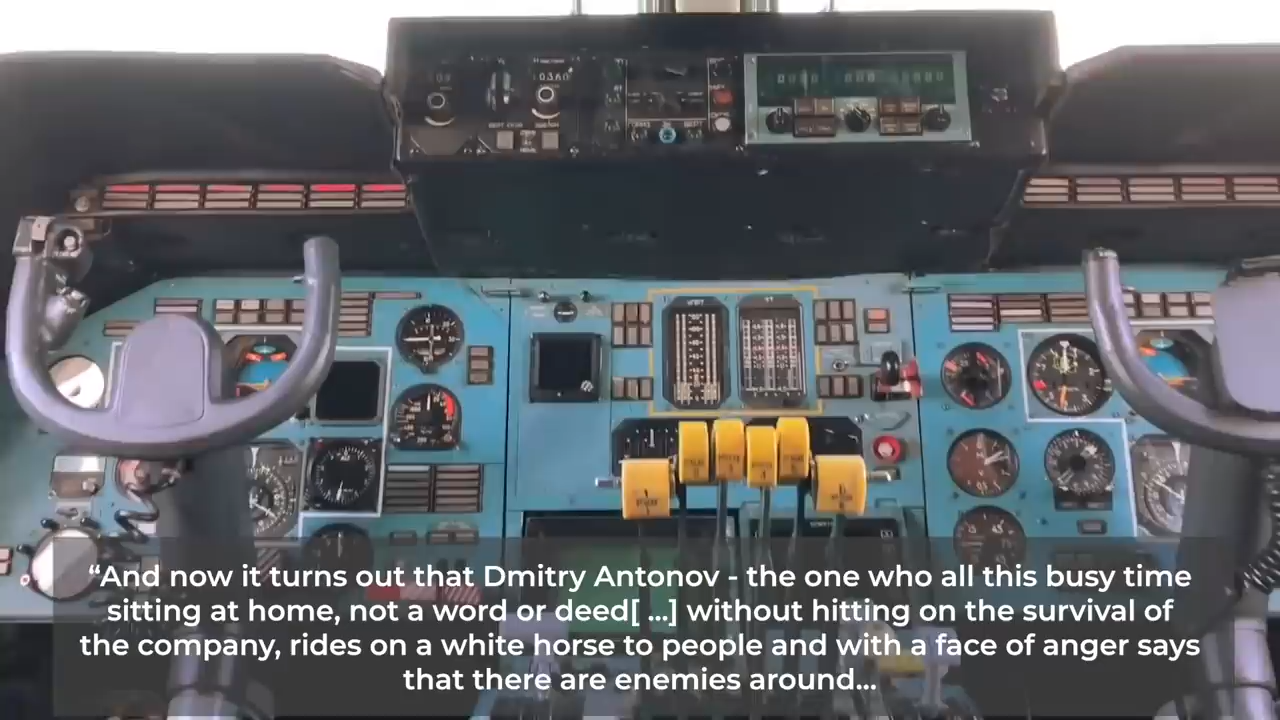 “And now it turns out that Dmitry Antonov - the one who all this busy time
sitting at home, not a word or deed[ ...] without hitting on the survival of
the company, rides on a white horse to people and with a face of anger says
that there are enemies around...